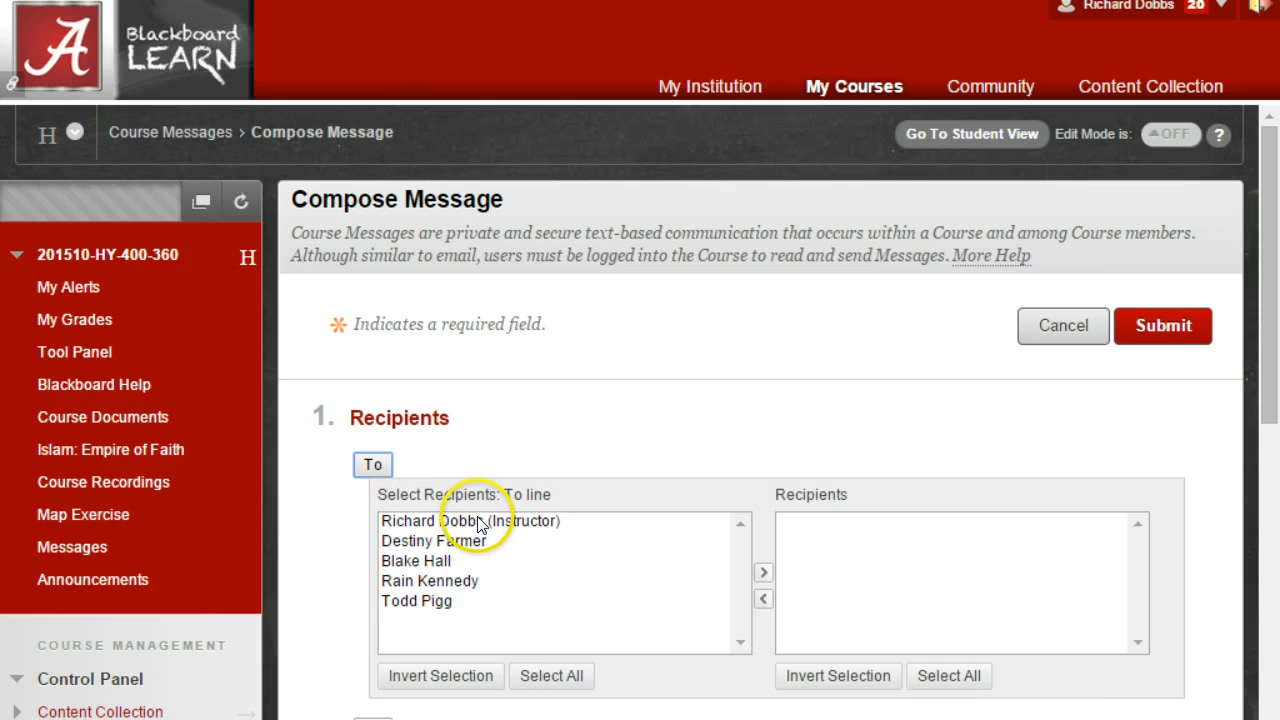 A
Blackboard
LEARN
Richard Dobbs 20
My Institution My Courses Community Content Collection
H Course Messages > Compose Message
Go To Student View Edit Mode is: OFF ?
201510-HY-400-360 H
My Alerts
My Grades
Tool Panel
Blackboard Help
Course Documents
Islam: Empire of Faith
Course Recordings
Map Exercise
Messages
Announcements
COURSE MANAGEMENT
Control Panel
Content Collection
Compose Message
Course Messages are private and secure text-based communication that occurs within a Course and among Course members.
Although similar to email, users must be logged into the Course to read and send Messages. More Help
Indicates a required field.
Cancel Submit
1. Recipients
To
Select Recipients: To line
Richard Dobbs (Instructor)
Destiny Farmer
Blake Hall
Rain Kennedy
Todd Pigg
Invert Selection Select All
Recipients
Invert Selection Select All